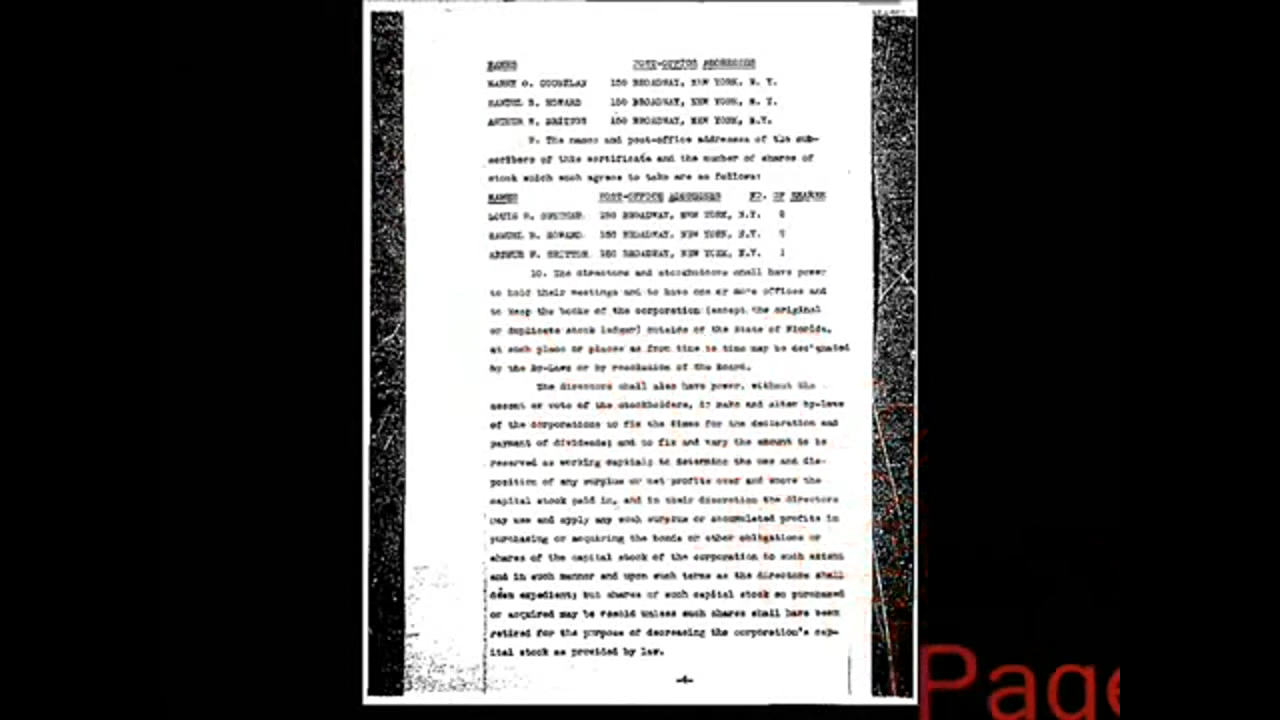 NAMES POST-OFFICE ADDRESSES
HARRY O. 150 BROADWAY, NEW YORK, N. Y.
SAMUEL B. HOWARD 150 BROADWAY, NEW YORK, N. Y.
ARTHUR W. BRITTON 150 BROADWAY, NEW YORK, N.Y.
9. The names and post-office addresses of the sub-
scribers of this certificate and the number of shares of
stock which each agrees to take are as follows:
NAMES POST-OFFICE ADDRESSES NO. OF SHARES
LOUIS 150 BROADWAY, NEW YORK, N.Y.
SAMUEL B. HOWARD 150 BROADWAY, NEW YORK, N.Y.
ARTHUR W. BRITTON 150 BROADWAY, NEW YORK, N.Y. 1
10. The directors and stockholders shall have power
to hold their meetings and to have one or more offices and
to keep the books of the corporation (except the original
or duplicate stock ledger) outside of the State of Florida,
at such place or places as from time to time may be designated
by the By-Laws or by resolution of the Board.
The directors shall also have power, without the
assent or vote of the stockholders, to make and alter by-laws
of the corporation; to fix the times for the declaration and
payment of dividends; and to fix and vary the amount to be
reserved as working capital; to determine the use and dis-
position of any surplus or net profits over and above the
capital stock paid in, and in their discretion the directors
may use and apply any such surplus or accumulated profits in
purchasing or acquiring the bonds or other obligations or
shares of the capital stock of the corporation to such extent
and in such manner and upon such terms as the directors shall
deem expedient; but shares of such capital stock so purchased
or acquired may be resold unless such shares shall have been
retired for the purpose of decreasing the corporation's cap-
ital stock as provided by law.
-4-
Page